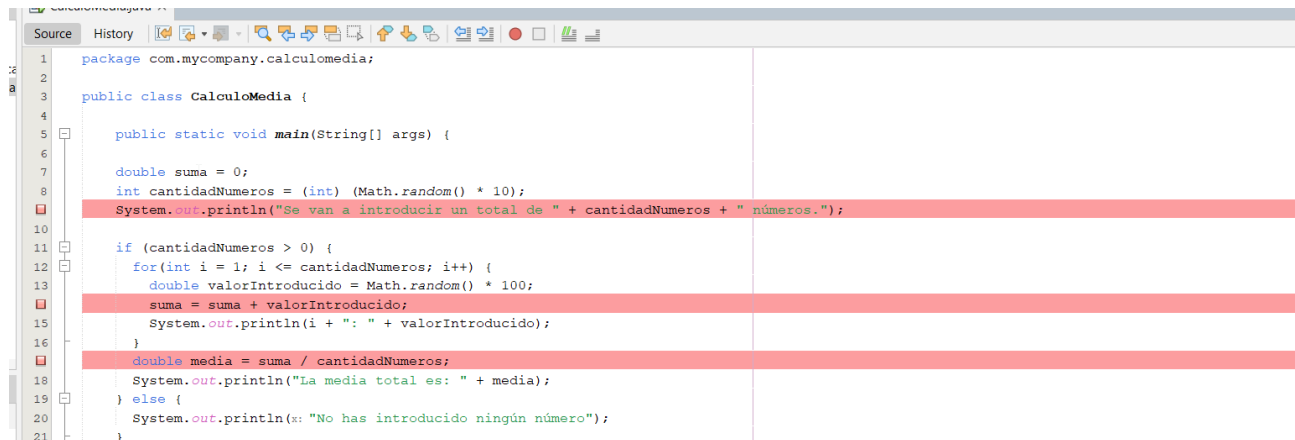 Source History
1 package com.mycompany.calculomedia;
2
3 public class CalculoMedia {
4
5 public static void main(String[] args) {
6
7 double suma = 0;
8 int cantidadNumeros = (int) (Math.random() * 10);
System.out.println("Se van a introducir un total de " + cantidadNumeros + " números.");
10
11 if (cantidadNumeros > 0) {
12 for(int i = 1; i <= cantidadNumeros; i++) {
13 double valorIntroducido = Math.random() * 100;
suma = suma + valorIntroducido;
15 System.out.println(i + ": " + valorIntroducido);
16 }
double media = suma / cantidadNumeros;
18 System.out.println("La media total es: " + media);
19 } else {
20 System.out.println(x: "No has introducido ningún número");
21 }